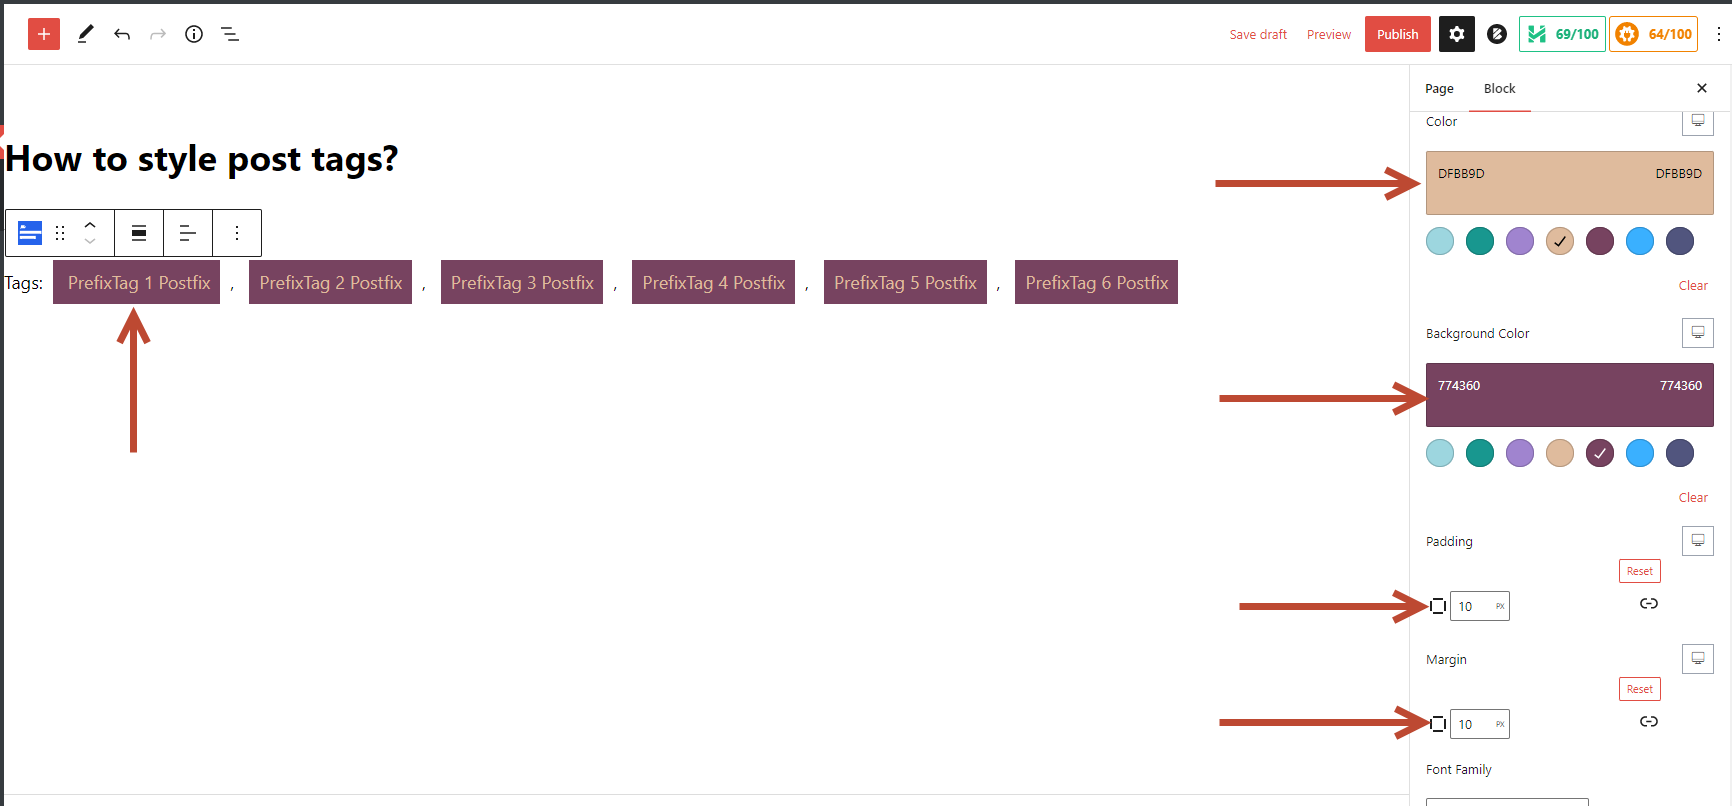 Save draft Preview Publish 69/100 64/100
Page Block
Color
DFBB9D DFBB9D
Clear
Background Color
774360 774360
Clear
Padding
Reset
10 PX
Margin
Reset
10 PX
Font Family
How to style post tags?
Tags: PrefixTag 1 Postfix , PrefixTag 2 Postfix , PrefixTag 3 Postfix , PrefixTag 4 Postfix , PrefixTag 5 Postfix , PrefixTag 6 Postfix